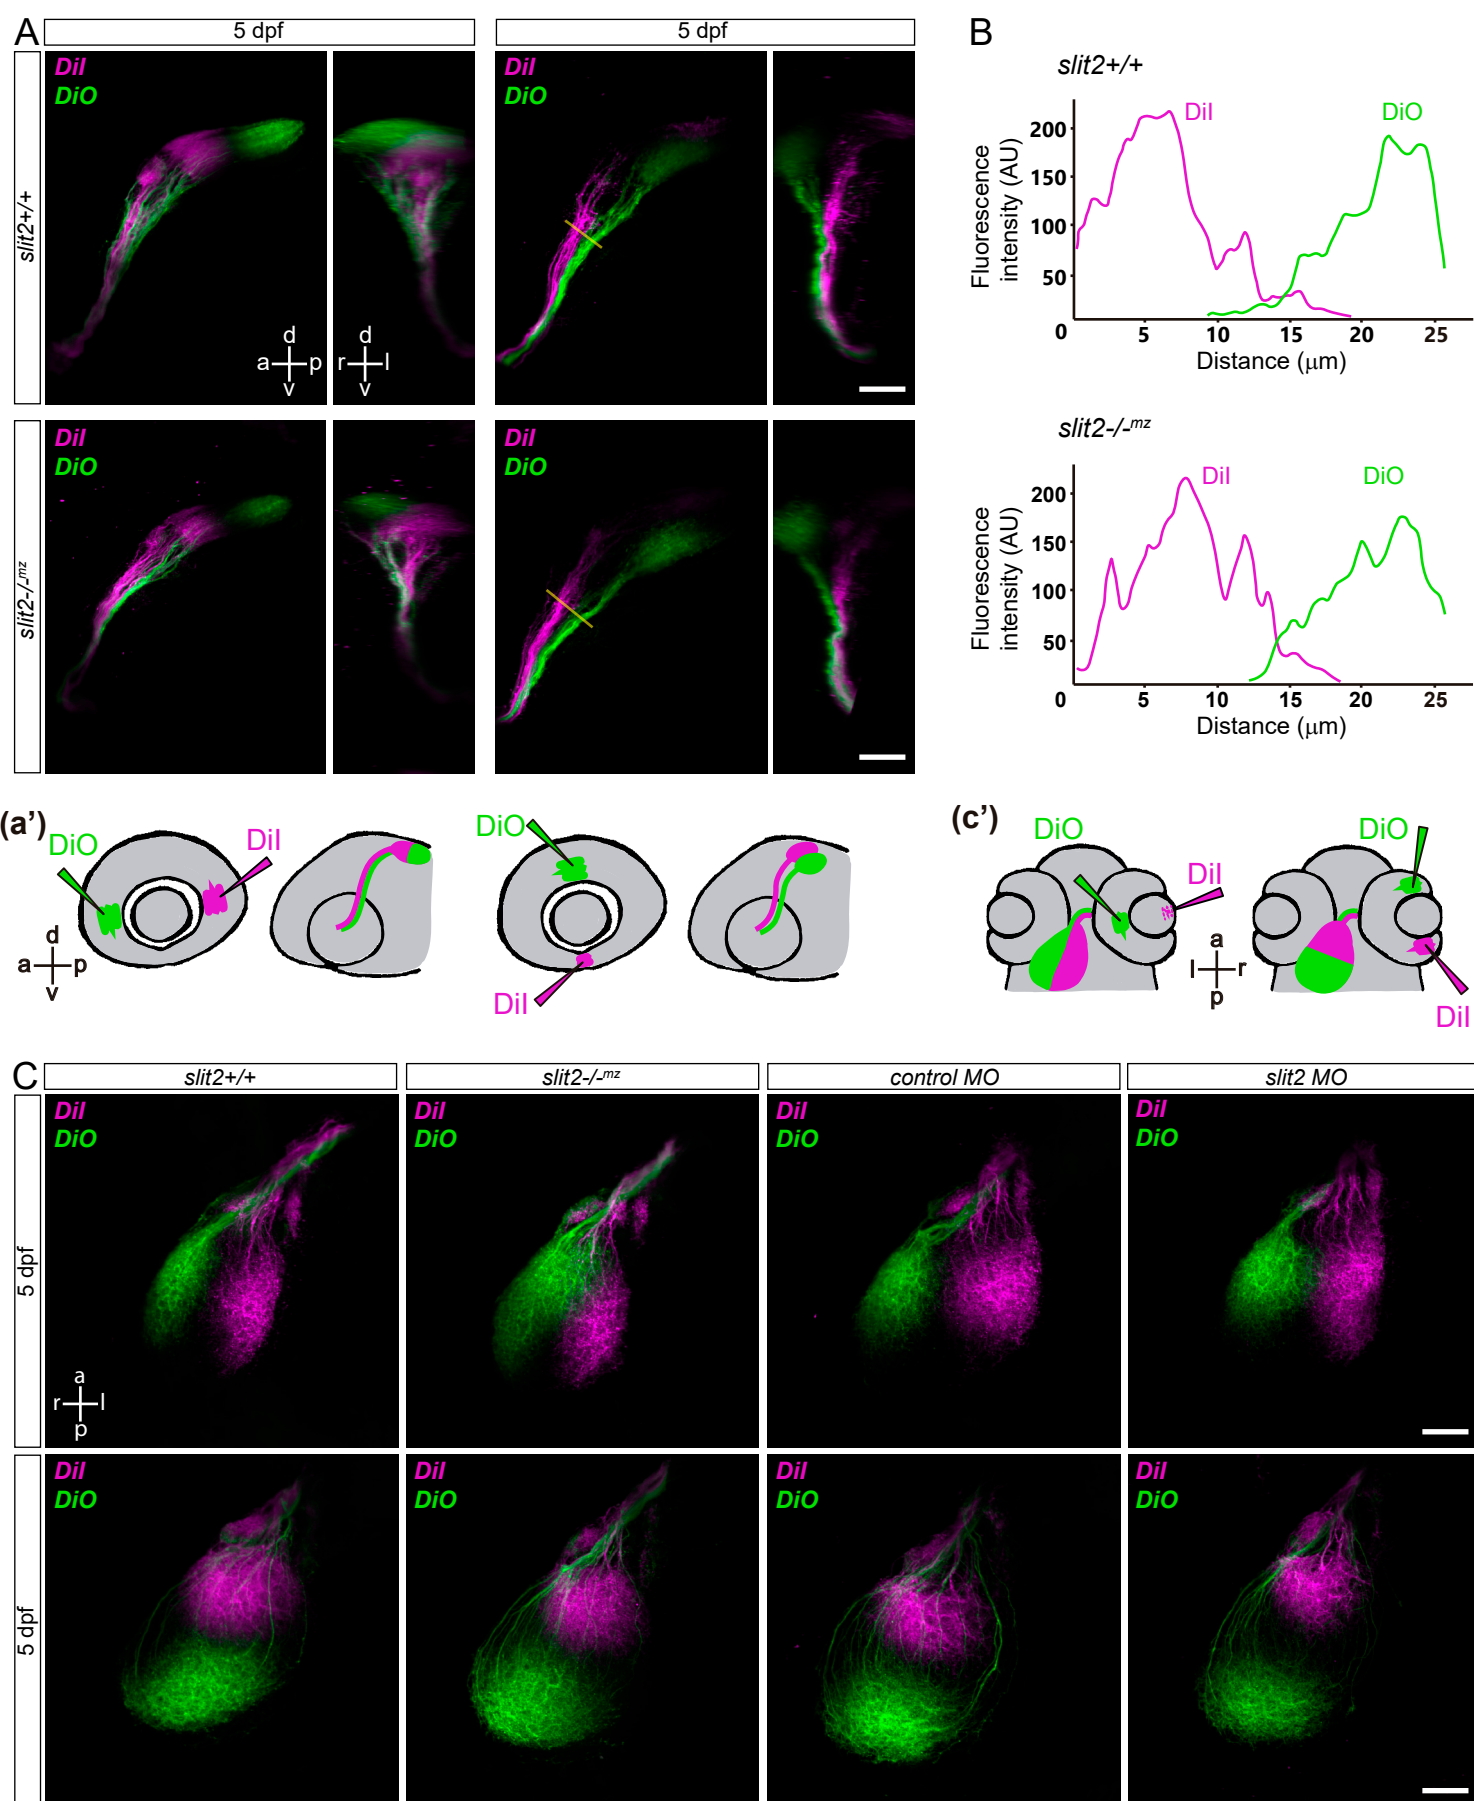 A
5 dpf
5 dpf
B
slit2+/+
DiI
DiO
DiI
DiO
d
a p
v
d
r l
v
slit2+/+
DiI
DiO
Fluorescence
intensity (AU)
200
150
100
50
0
5
10
15
20
25
Distance (μm)
slit2-/-mz
DiI
DiO
DiI
DiO
slit2-/-mz
DiI
DiO
Fluorescence
intensity (AU)
200
150
100
50
0
5
10
15
20
25
Distance (μm)
(a')
DiO
DiI
d
a p
v
DiO
DiI
(c')
DiO
DiI
a
l r
p
DiO
DiI
C
slit2+/+
slit2-/-mz
control MO
slit2 MO
5 dpf
DiI
DiO
a
r l
p
DiI
DiO
DiI
DiO
DiI
DiO
5 dpf
DiI
DiO
DiI
DiO
DiI
DiO
DiI
DiO